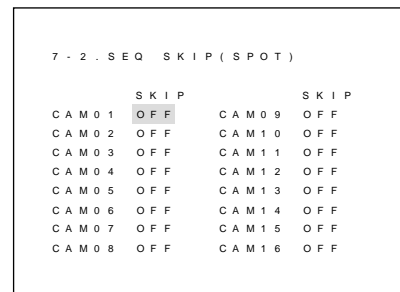 7-2.SEQ SKIP(SPOT)
SKIP SKIP
CAM01 OFF CAM09 OFF
CAM02 OFF CAM10 OFF
CAM03 OFF CAM11 OFF
CAM04 OFF CAM12 OFF
CAM05 OFF CAM13 OFF
CAM06 OFF CAM14 OFF
CAM07 OFF CAM15 OFF
CAM08 OFF CAM16 OFF